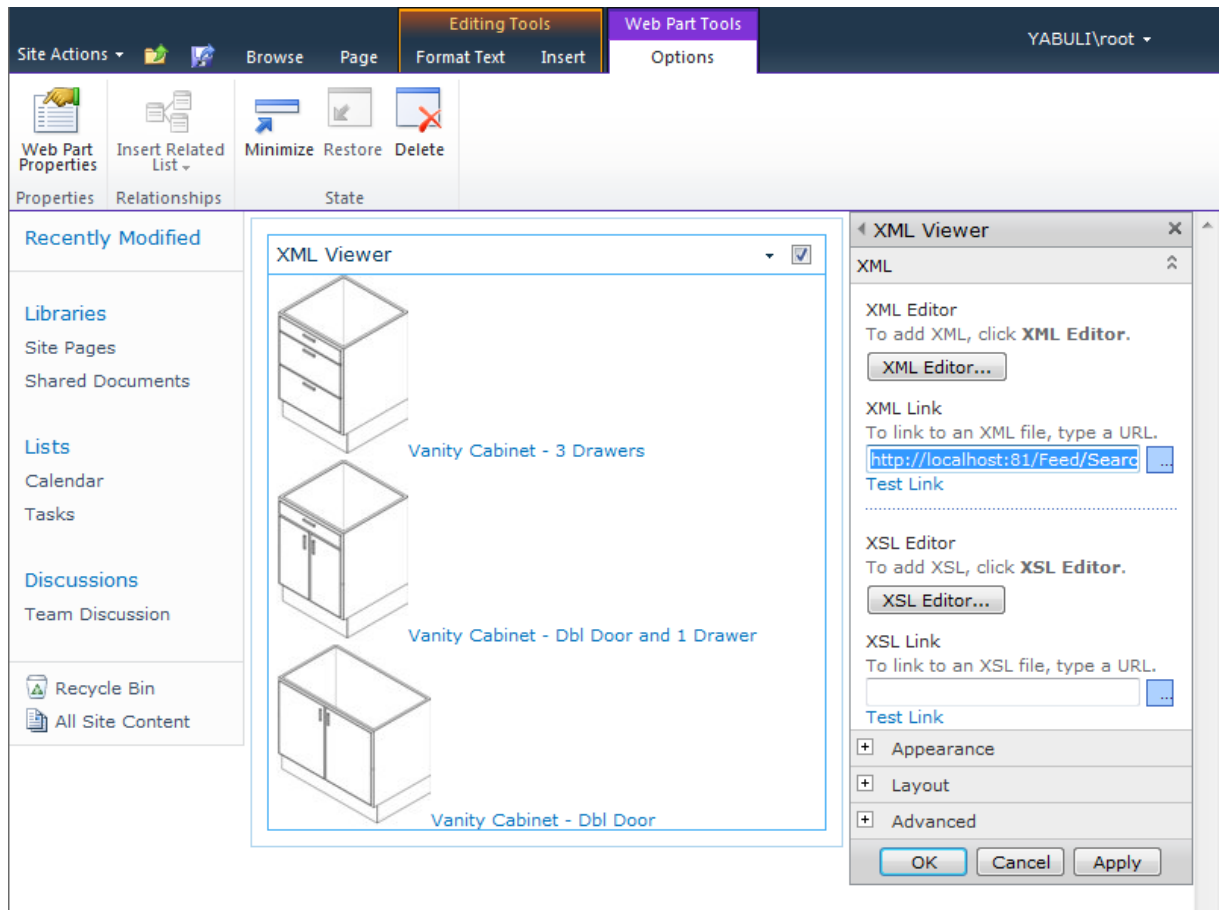 Editing Tools
Web Part Tools
YABULI\root
Site Actions
Browse
Page
Format Text
Insert
Options
Web Part
Properties
Insert Related
List
Minimize
Restore
Delete
Properties
Relationships
State
Recently Modified
Libraries
Site Pages
Shared Documents
Lists
Calendar
Tasks
Discussions
Team Discussion
Recycle Bin
All Site Content
XML Viewer
Vanity Cabinet - 3 Drawers
Vanity Cabinet - Dbl Door and 1 Drawer
Vanity Cabinet - Dbl Door
XML Viewer
XML
XML Editor
To add XML, click XML Editor.
XML Editor...
XML Link
To link to an XML file, type a URL.
http://localhost:81/Feed/Searc
...
Test Link
XSL Editor
To add XSL, click XSL Editor.
XSL Editor...
XSL Link
To link to an XSL file, type a URL.
...
Test Link
Appearance
Layout
Advanced
OK
Cancel
Apply